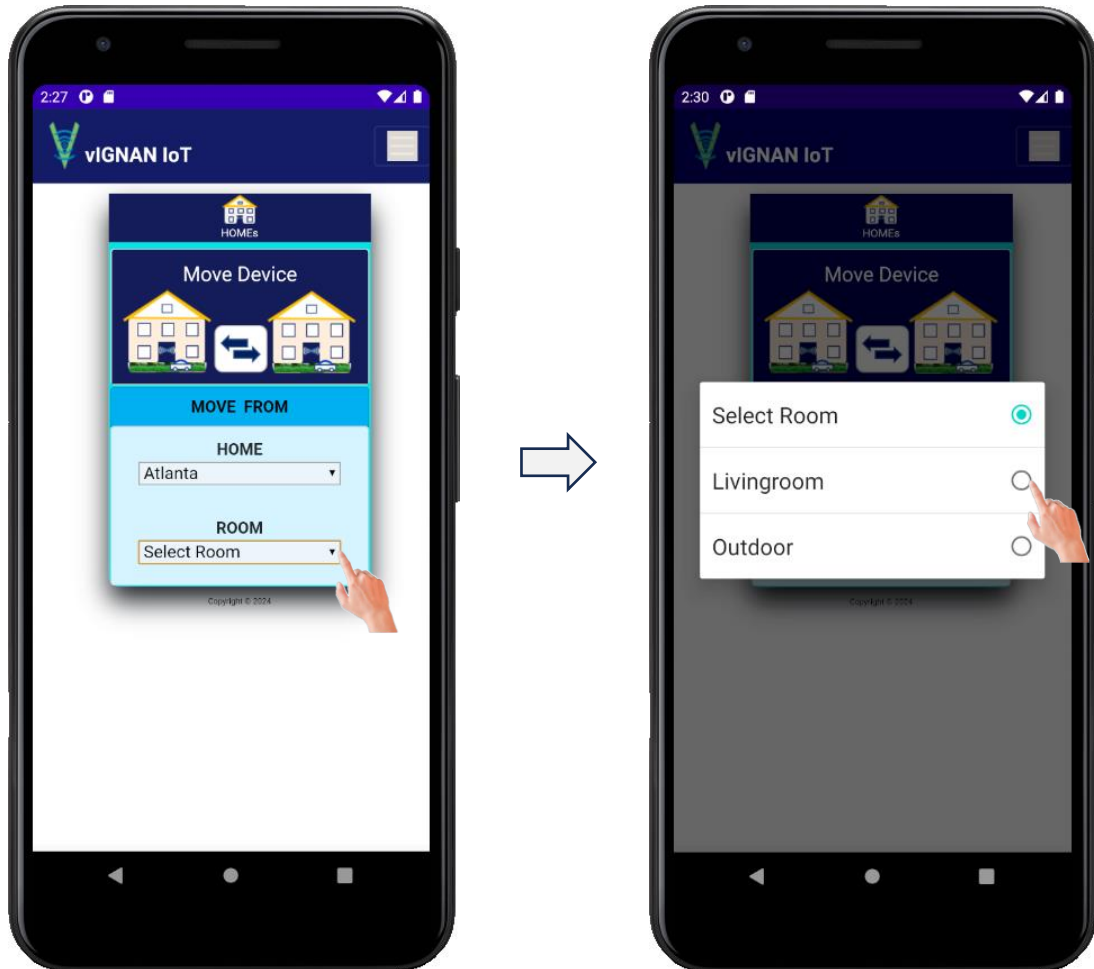 2:27
vIGNAN IoT
HOMEs
Move Device
MOVE FROM
HOME
Atlanta
ROOM
Select Room
Copyright © 2024
2:30
vIGNAN IoT
HOMEs
Move Device
Select Room
Livingroom
Outdoor
Copyright © 2024